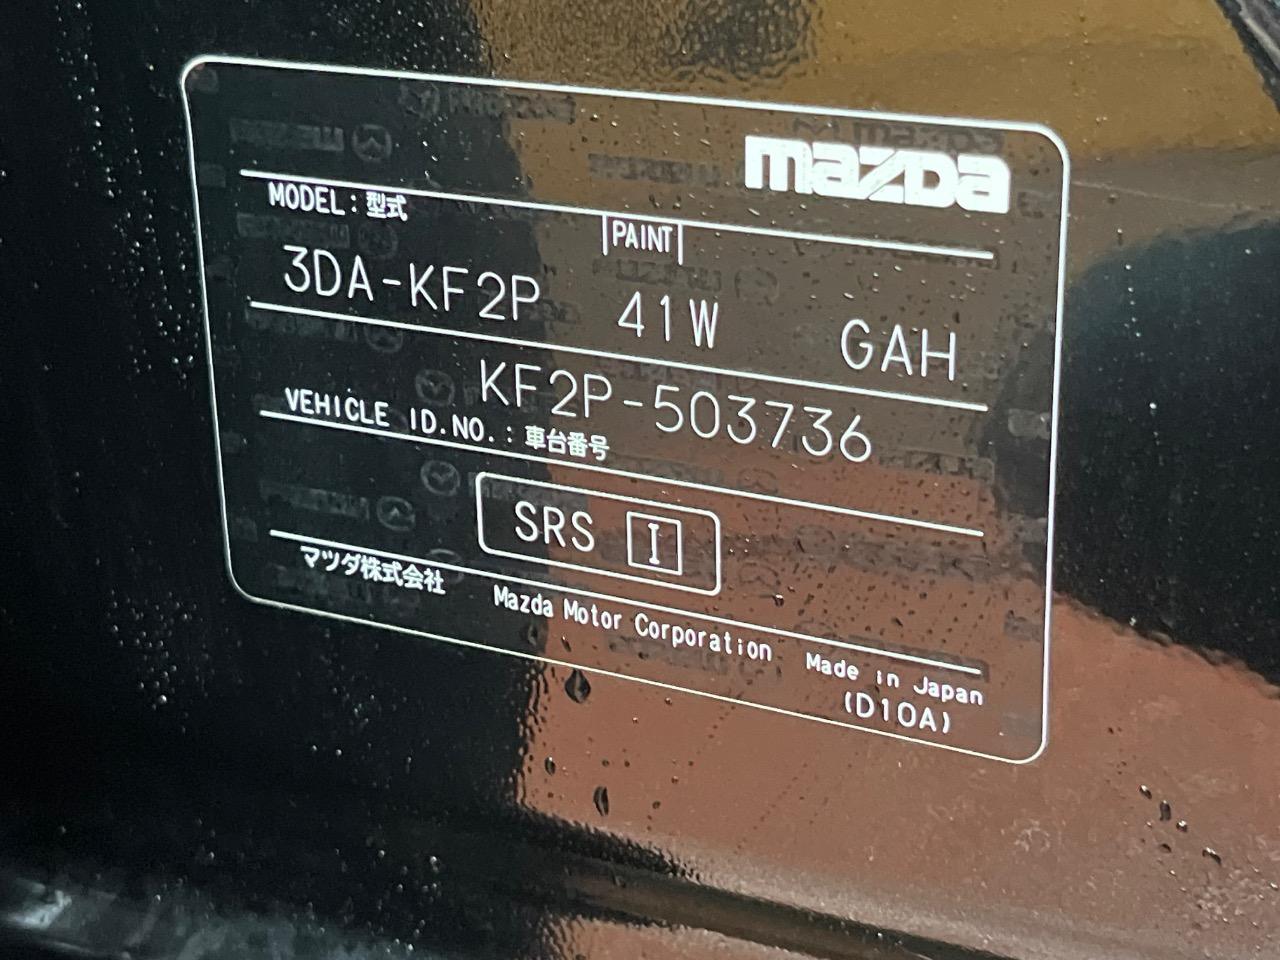 mazda
MODEL:型式 PAINT
3DA-KF2P 41W GAH
KF2P-503736
VEHICLE ID.NO.:車台番号
SRS I
マツダ株式会社 Mazda Motor Corporation Made in Japan
(D10A)